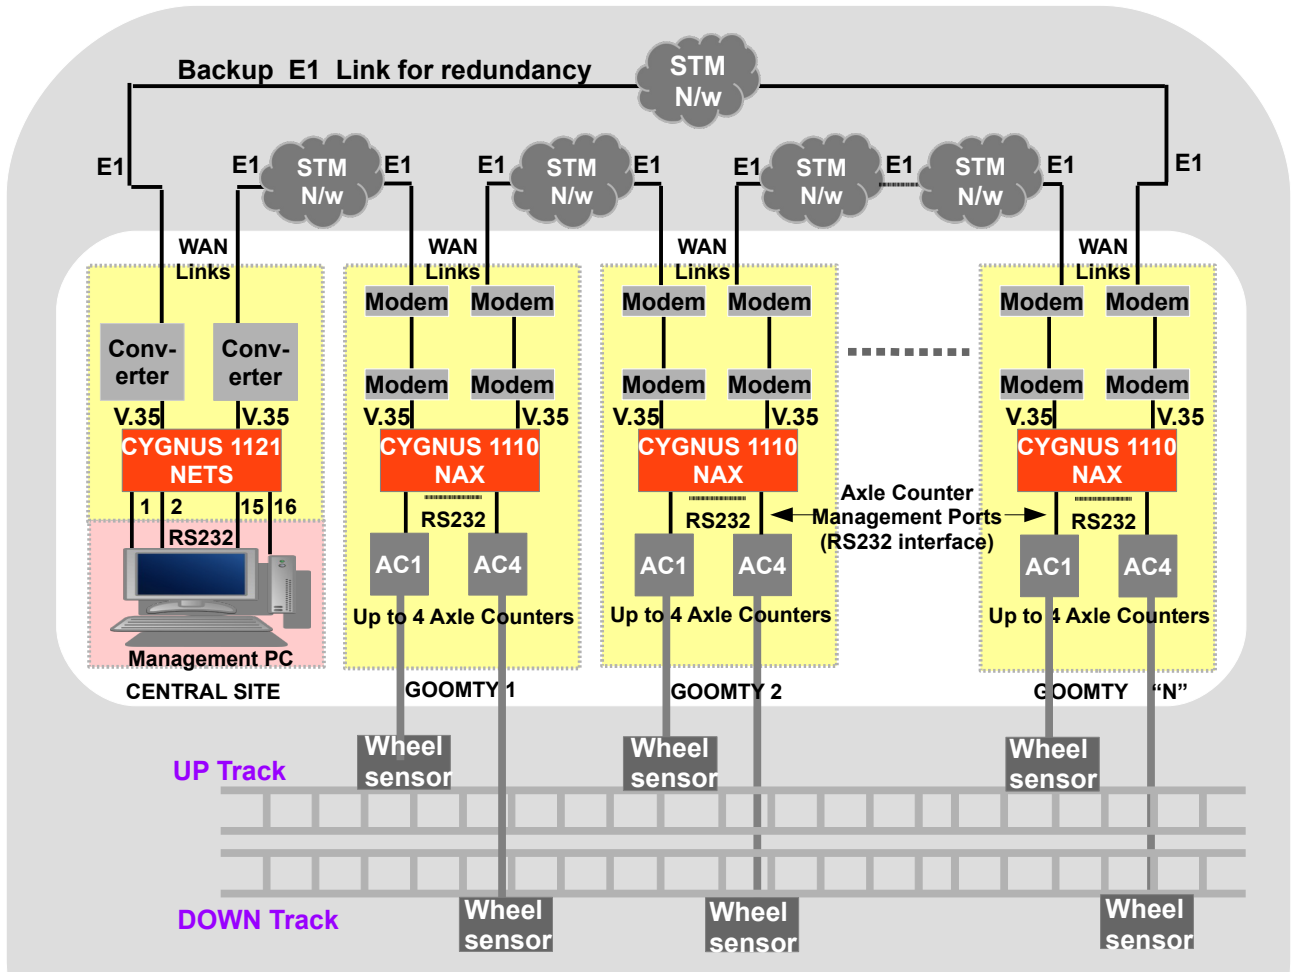 Backup E1 Link for redundancy
STM
N/w
E1
E1
STM
N/w
E1
E1
STM
N/w
E1
E1
STM
N/w
E1
STM
N/w
E1
E1
WAN
Links
WAN
Links
WAN
Links
WAN
Links
Conv-
erter
Conv-
erter
Modem
Modem
Modem
Modem
Modem
Modem
Modem
Modem
Modem
Modem
Modem
Modem
V.35
V.35
V.35
V.35
V.35
V.35
V.35
V.35
CYGNUS 1121
NETS
CYGNUS 1110
NAX
CYGNUS 1110
NAX
CYGNUS 1110
NAX
1
2
15
16
RS232
RS232
RS232
RS232
Axle Counter
Management Ports
(RS232 interface)
AC1
AC4
AC1
AC4
AC1
AC4
Up to 4 Axle Counters
Up to 4 Axle Counters
Up to 4 Axle Counters
Management PC
CENTRAL SITE
GOOMTY 1
GOOMTY 2
GOOMTY “N”
Wheel
sensor
Wheel
sensor
Wheel
sensor
UP Track
DOWN Track
Wheel
sensor
Wheel
sensor
Wheel
sensor